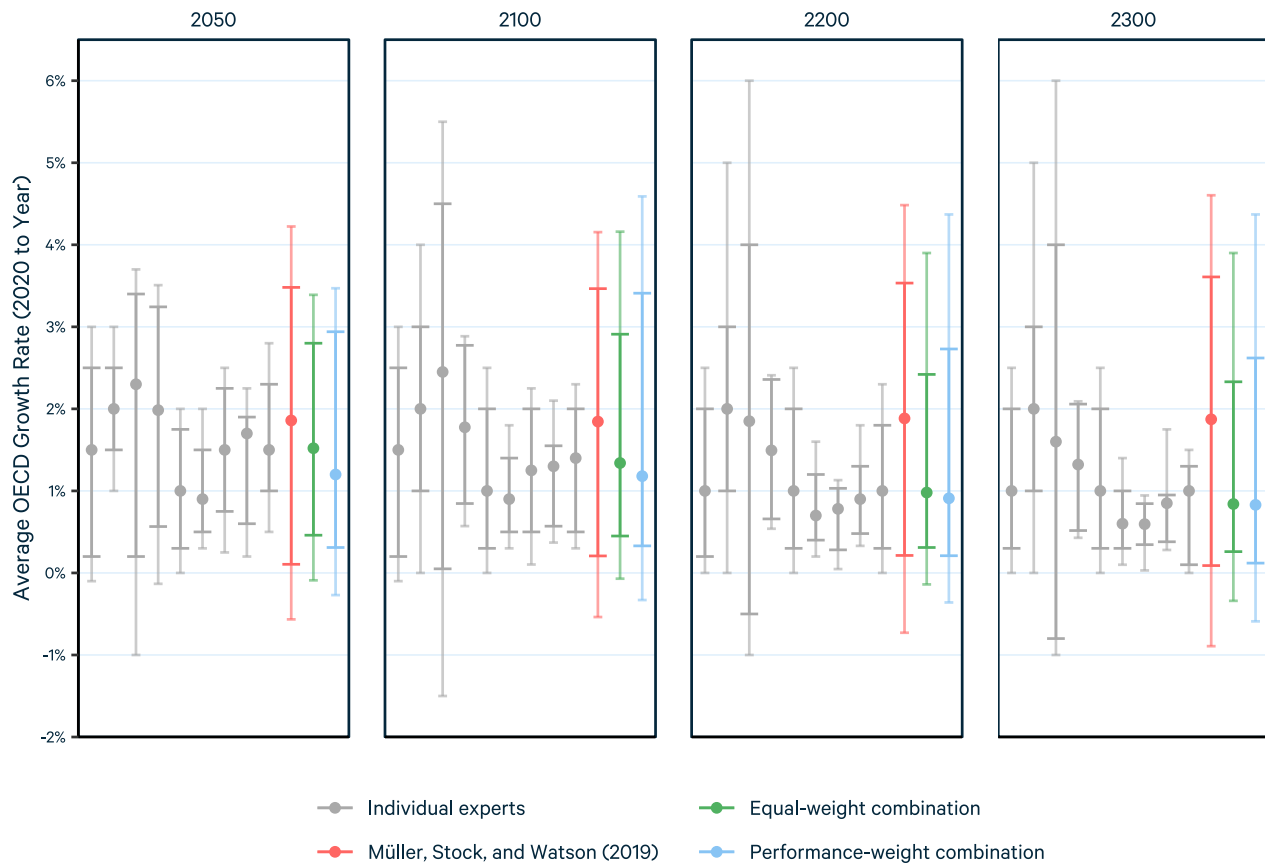 2050 2100 2200 2300
Average OECD Growth Rate (2020 to Year)
6%
5%
4%
3%
2%
1%
0%
-1%
-2%
Individual experts
Equal-weight combination
Müller, Stock, and Watson (2019)
Performance-weight combination